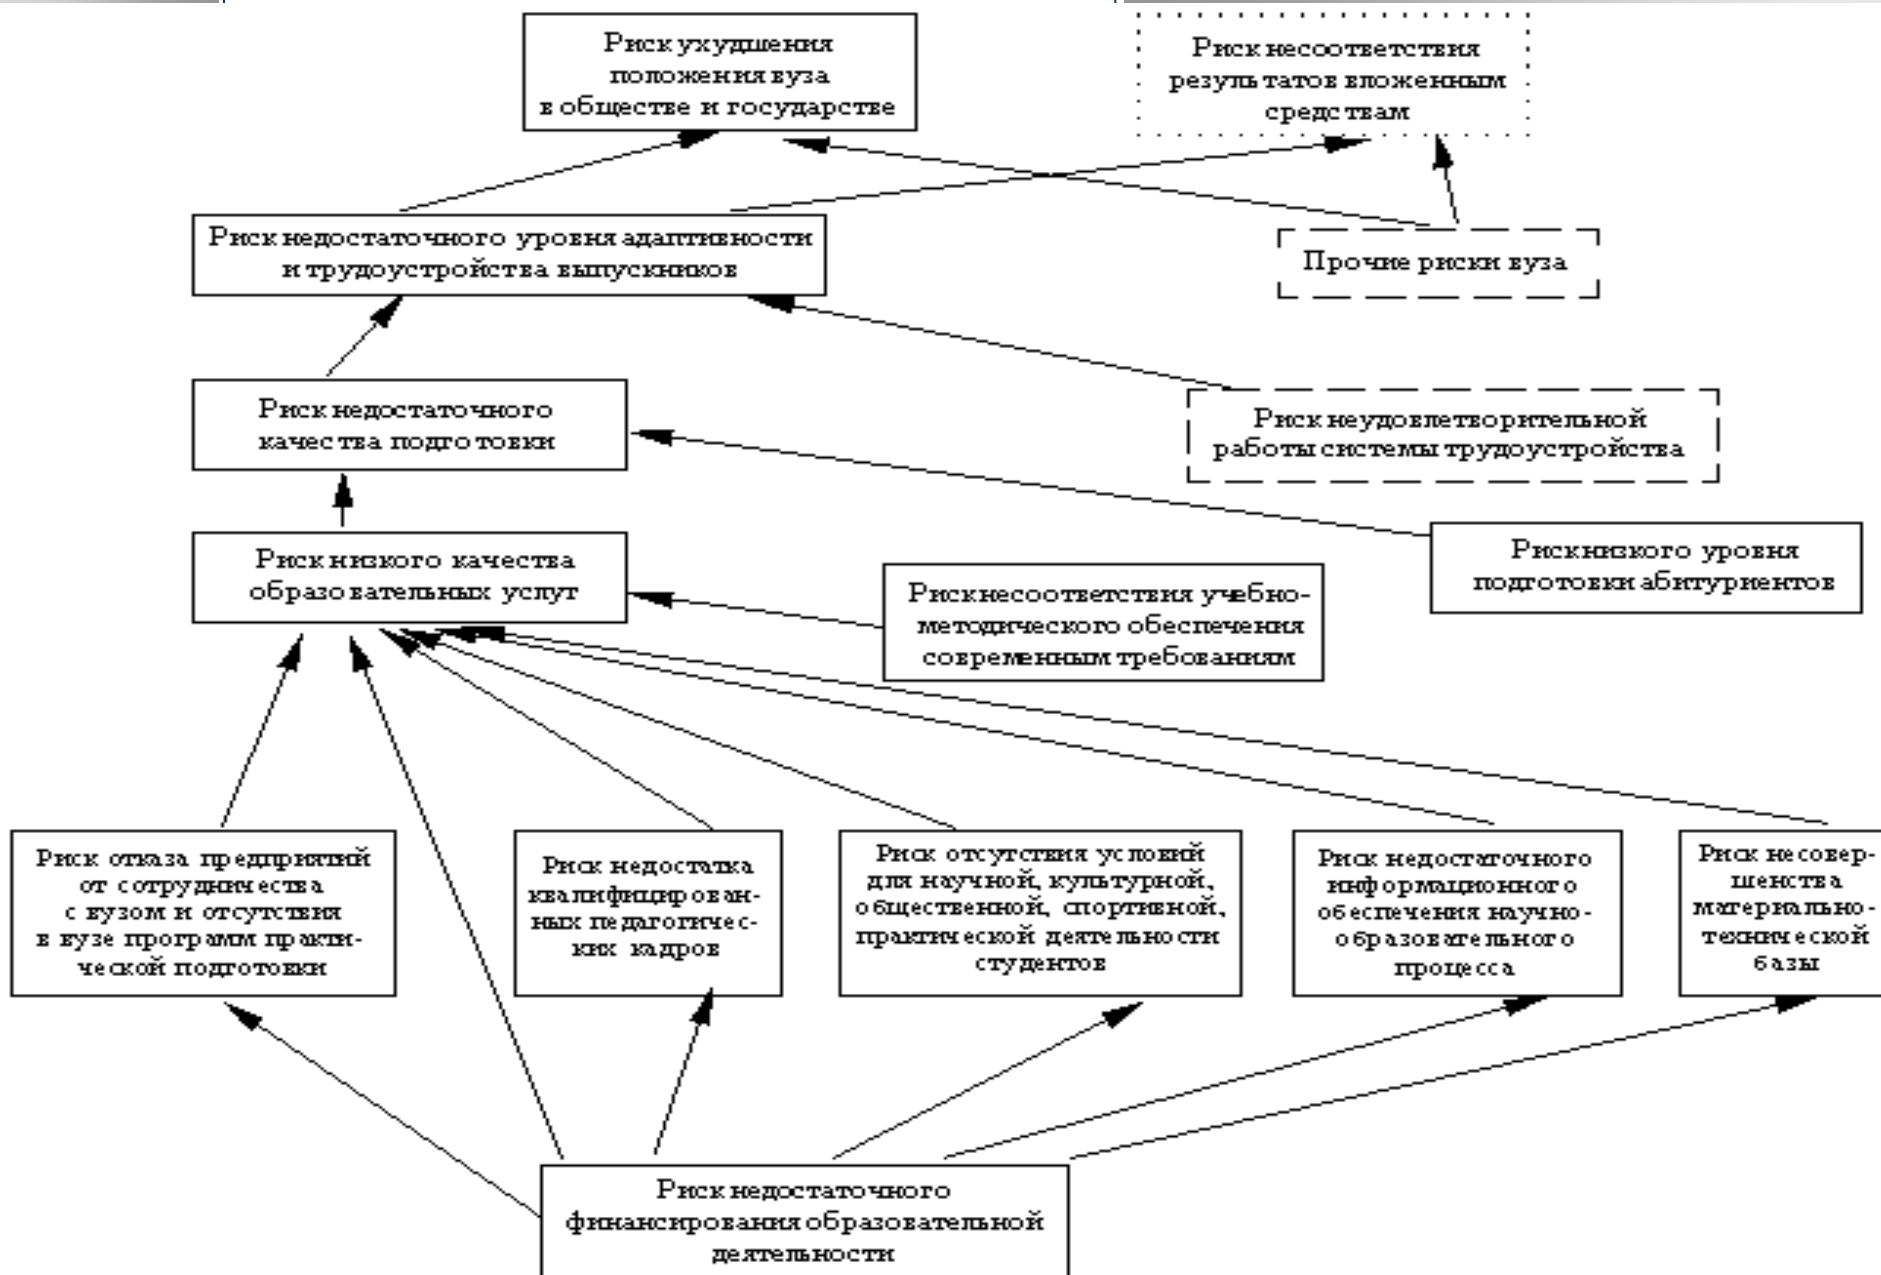 Риск ухудшения
положения вуза
в обществе и государстве
Риск несоответствия
результатов вложенным
средствам
Риск недостаточного уровня адаптивности
и трудоустройства выпускников
Прочие риски вуза
Риск недостаточного
качества подготовки
Риск неудовлетворительной
работы системы трудоустройства
Риск низкого качества
образовательных услуг
Риск несоответствия учебно-
методического обеспечения
современным требованиям
Риск низкого уровня
подготовки абитуриентов
Риск отказа предприятий
от сотрудничества
с вузом и отсутствия
в вузе программ практи-
ческой подготовки
Риск недостатка
квалифицирован-
ных педагогичес-
ких кадров
Риск отсутствия условий
для научной, культурной,
общественной, спортивной,
практической деятельности
студентов
Риск недостаточного
информационного
обеспечения научно-
образовательного
процесса
Риск несовер-
шенства
материально-
технической
базы
Риск недостаточного
финансирования образовательной
деятельности